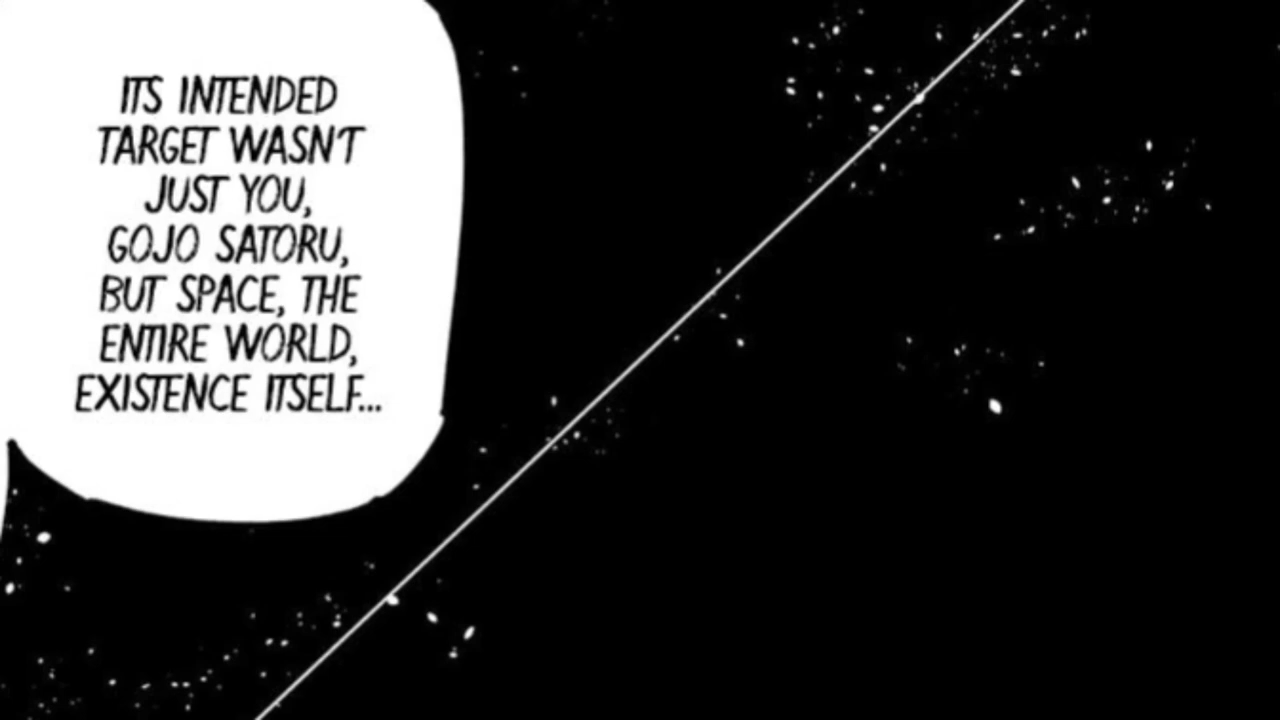 ITS INTENDED
TARGET WASN'T
JUST YOU,
GOJO SATORU,
BUT SPACE, THE
ENTIRE WORLD,
EXISTENCE ITSELF...